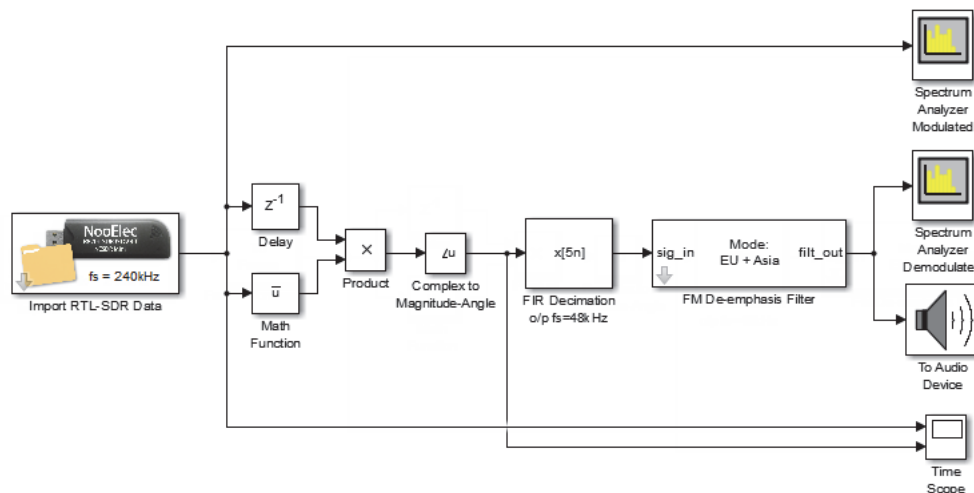 Spectrum
Analyzer
Modulated
Z-1
Delay
NooElec
fs = 240kHz
Import RTL-SDR Data
u
Math
Function
×
Product
∠u
Complex to
Magnitude-Angle
x[5n]
FIR Decimation
o/p fs=48kHz
sig_in
Mode:
EU + Asia
filt_out
FM De-emphasis Filter
Spectrum
Analyzer
Demodulate
To Audio
Device
Time
Scope